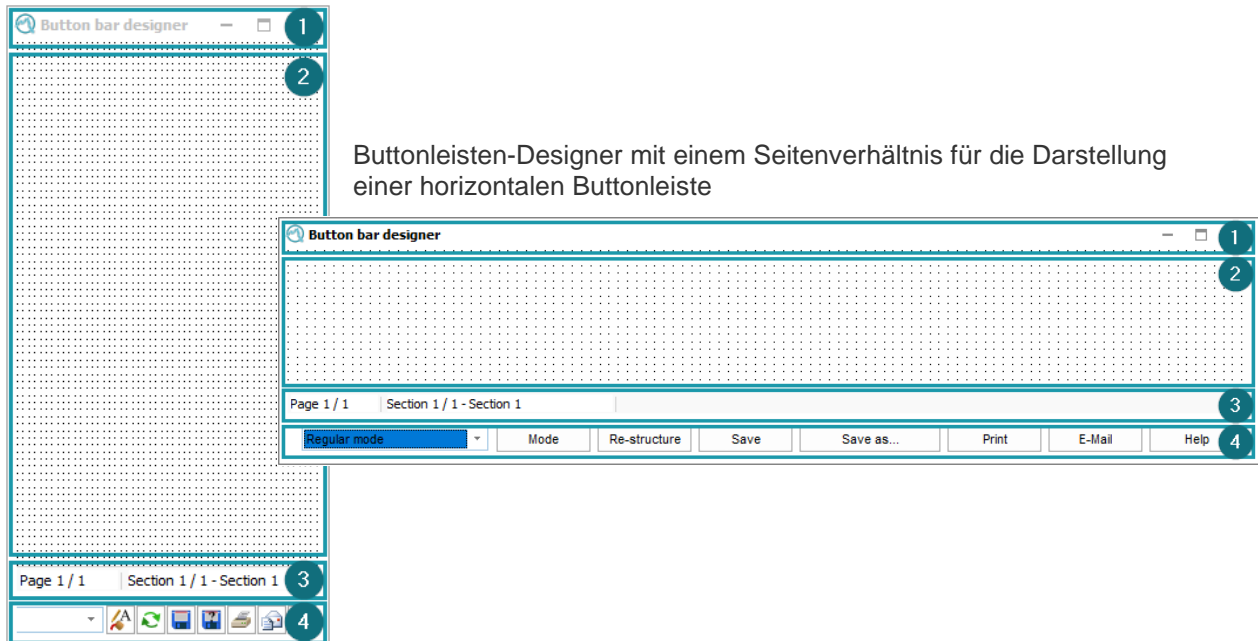 Button bar designer
1
2
Buttonleisten-Designer mit einem Seitenverhältnis für die Darstellung
einer horizontalen Buttonleiste
Button bar designer
1
2
Page 1 / 1 Section 1 / 1 - Section 1
3
Regular mode Mode Re-structure Save Save as... Print E-Mail Help
4
Page 1 / 1 Section 1 / 1 - Section 1
3
4